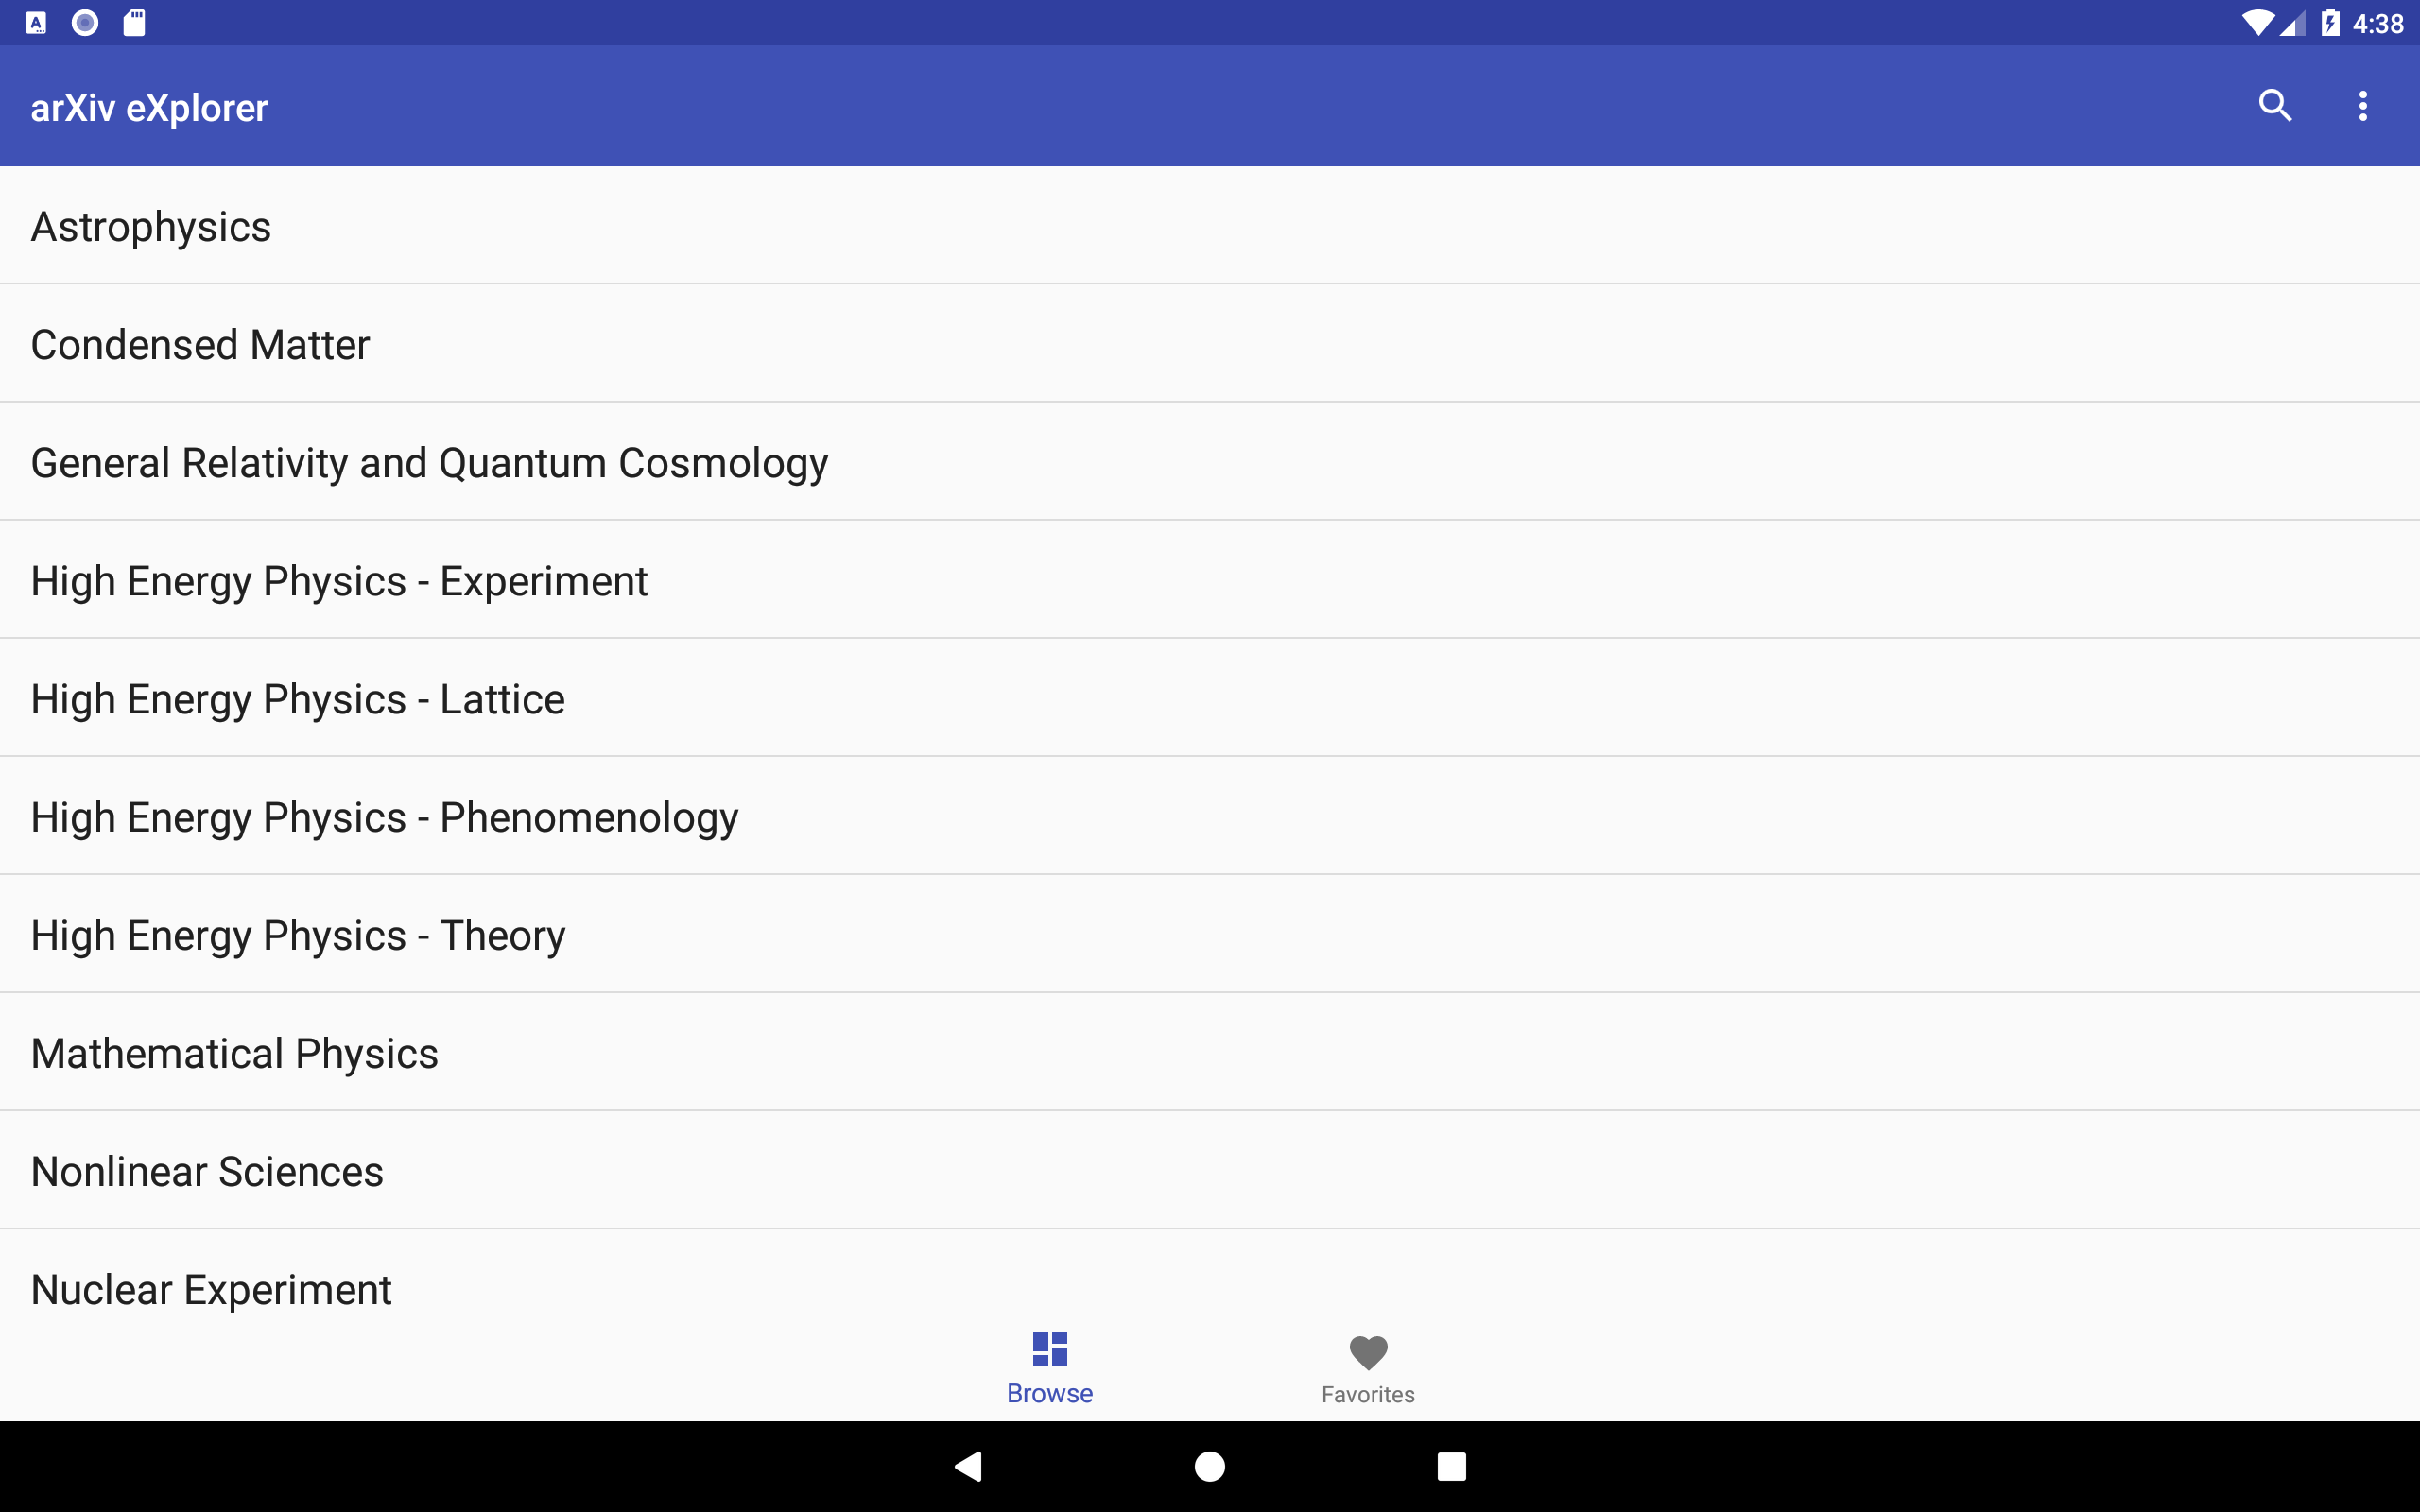 4:38
arXiv eXplorer
Astrophysics
Condensed Matter
General Relativity and Quantum Cosmology
High Energy Physics - Experiment
High Energy Physics - Lattice
High Energy Physics - Phenomenology
High Energy Physics - Theory
Mathematical Physics
Nonlinear Sciences
Nuclear Experiment
Browse
Favorites